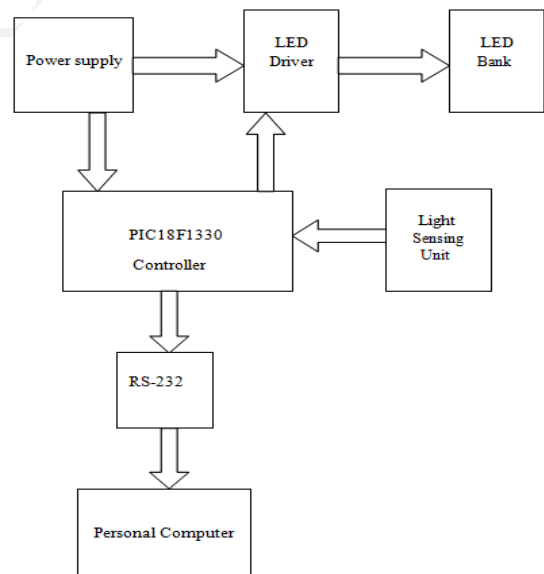 Power supply
LED
Driver
LED
Bank
PIC18F1330
Controller
Light
Sensing
Unit
RS-232
Personal Computer